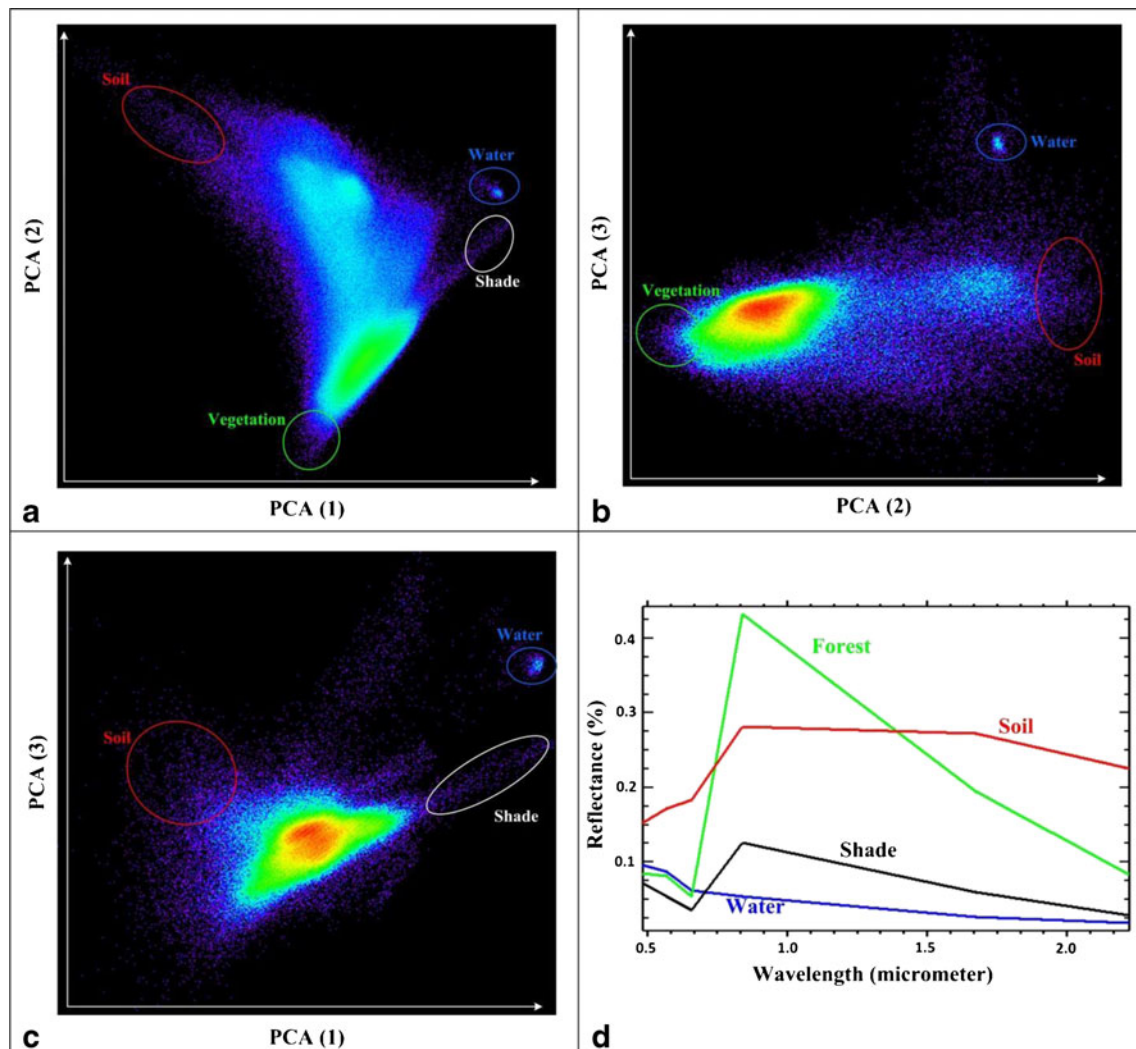 Soil
Water
Shade
Vegetation
PCA (2)
PCA (1)
a
Water
Vegetation
Soil
PCA (3)
PCA (2)
b
Water
Soil
Shade
PCA (3)
PCA (1)
c
Forest
Soil
Shade
Water
Reflectance (%)
0.4
0.3
0.2
0.1
0.5 1.0 1.5 2.0
Wavelength (micrometer)
d